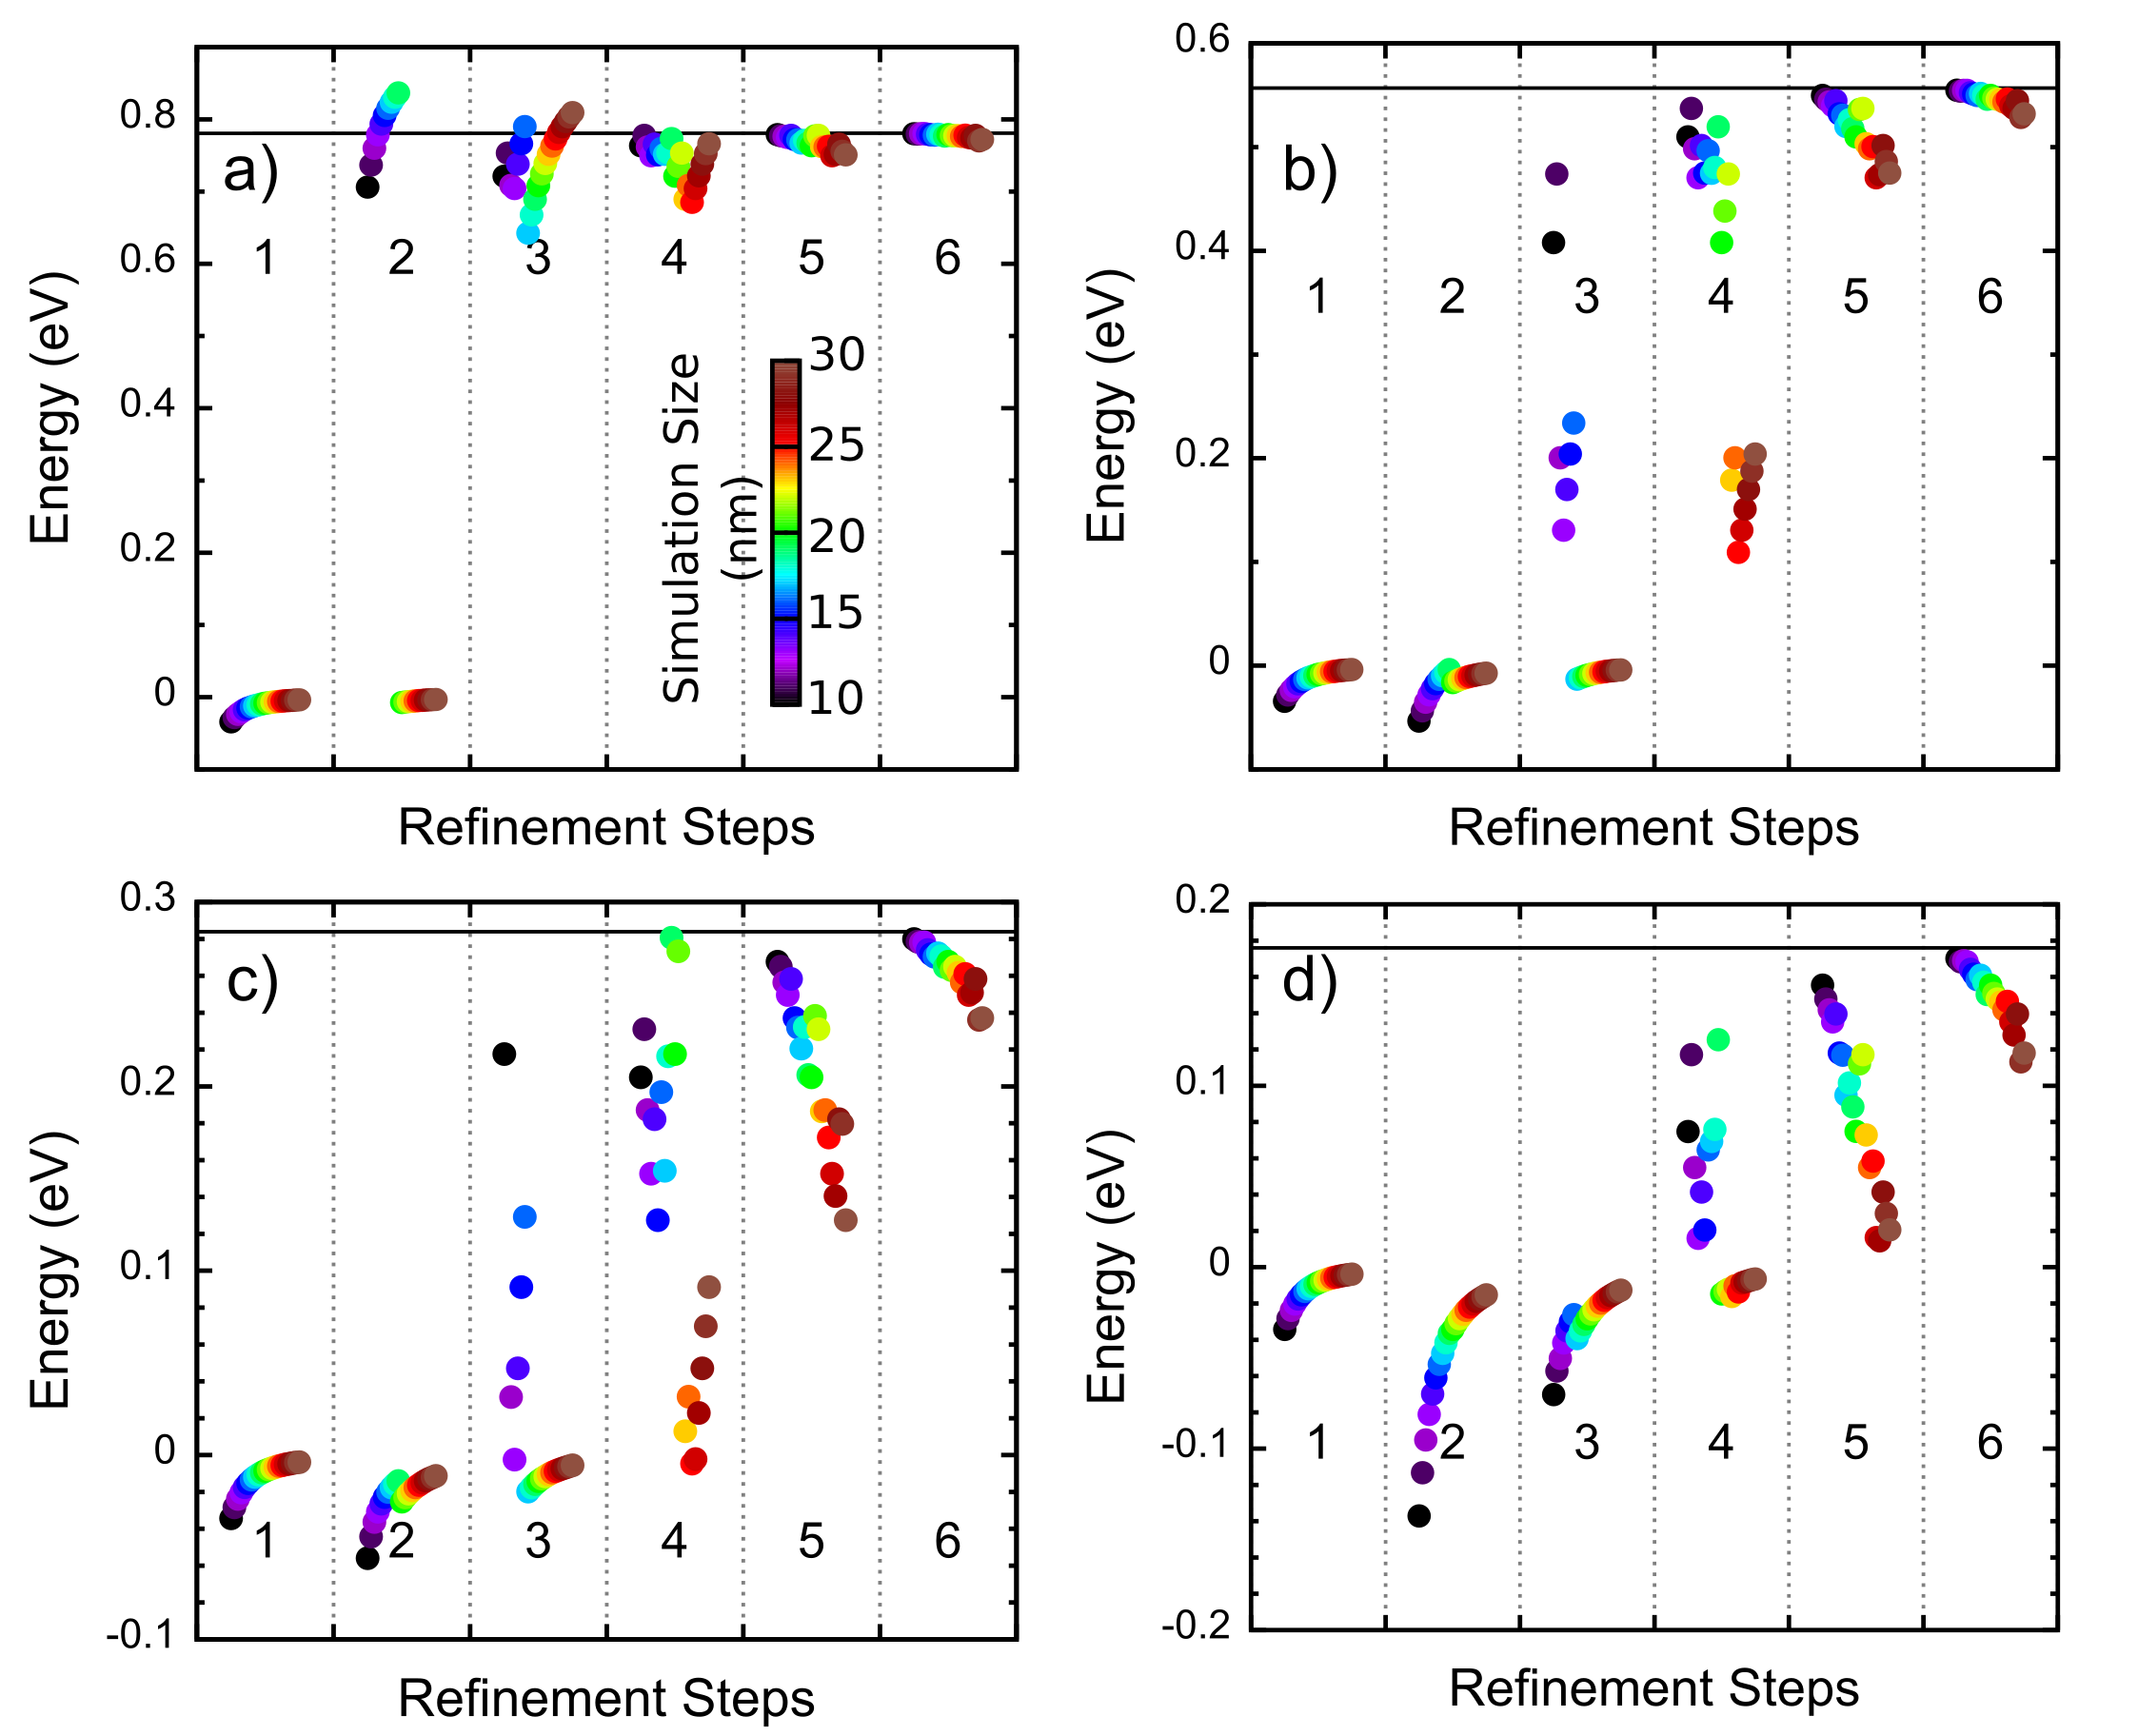 a)
0.8
0.6
0.4
0.2
0
Energy (eV)
1 2 3 4 5 6
Simulation Size
(nm)
30
25
20
15
10
Refinement Steps
b)
0.6
0.4
0.2
0
Energy (eV)
1 2 3 4 5 6
Refinement Steps
c)
0.3
0.2
0.1
0
-0.1
Energy (eV)
1 2 3 4 5 6
Refinement Steps
d)
0.2
0.1
0
-0.1
-0.2
Energy (eV)
1 2 3 4 5 6
Refinement Steps